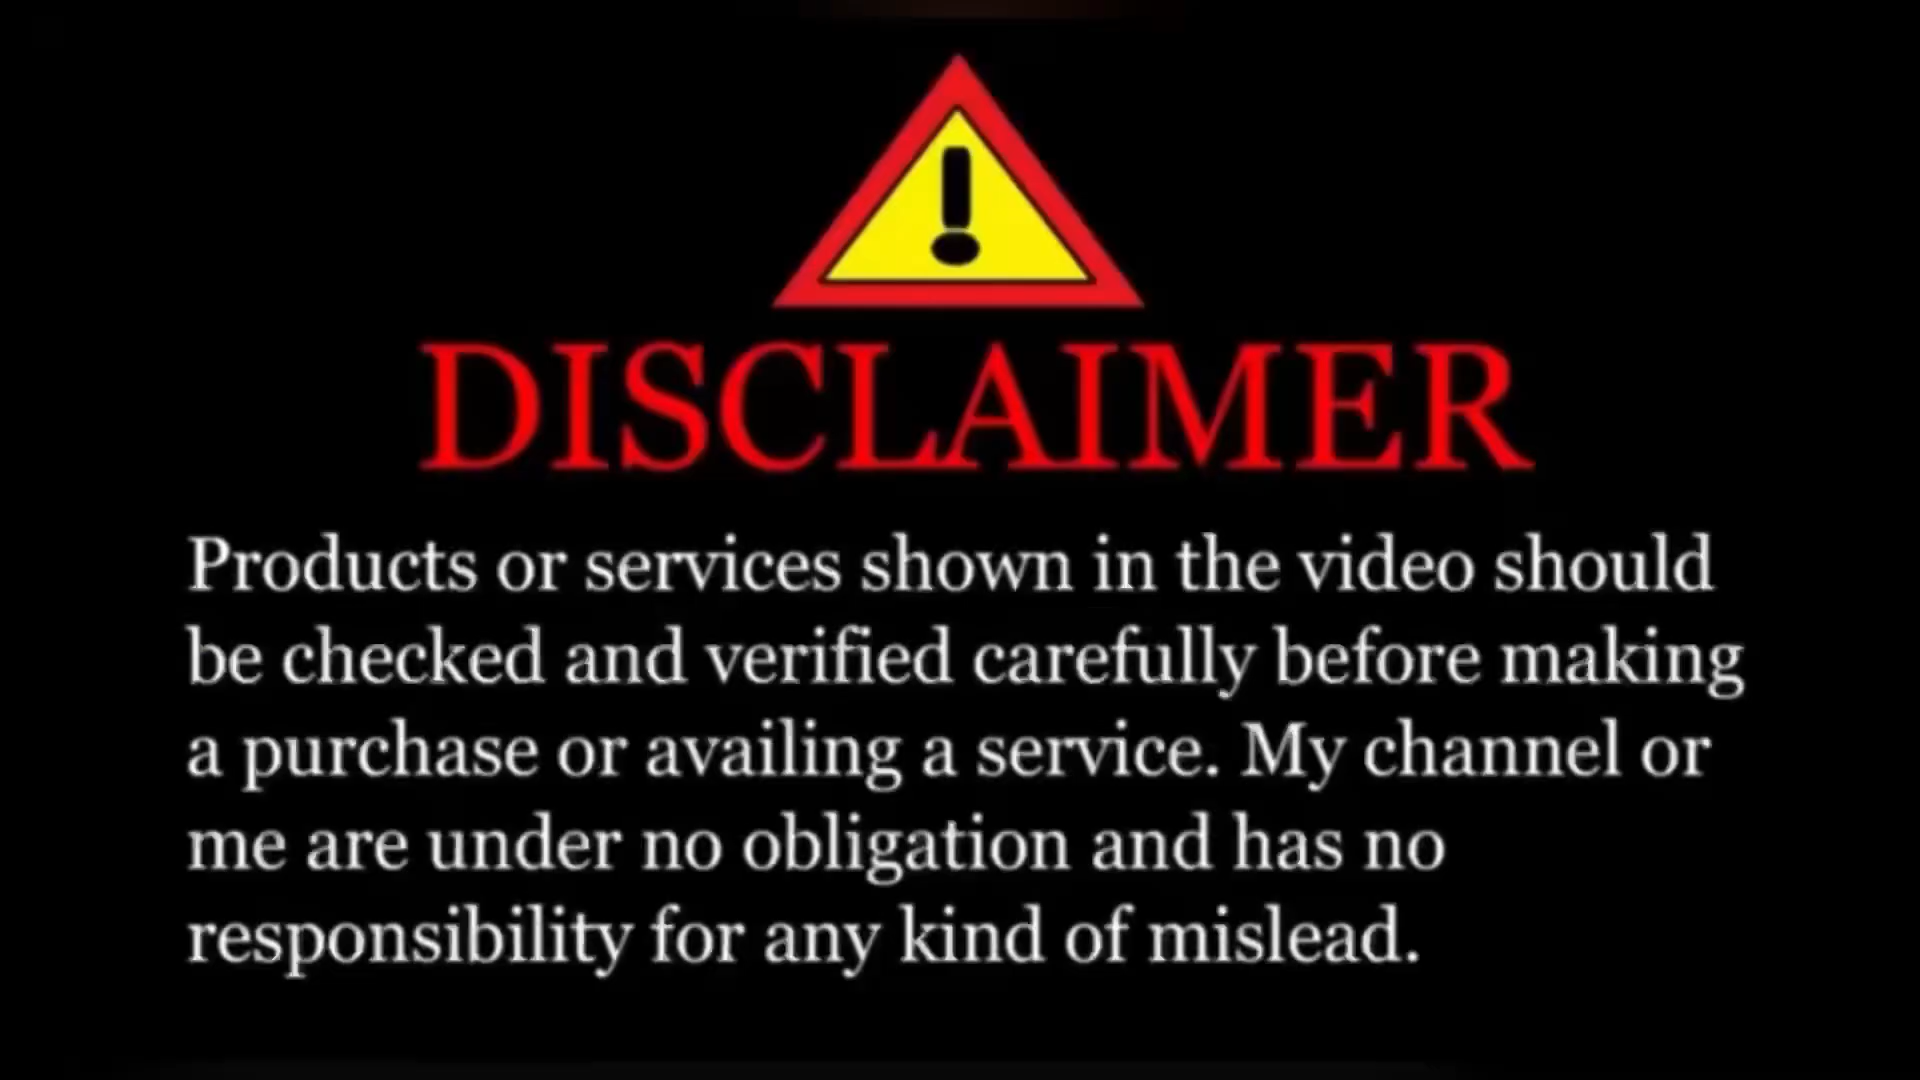 DISCLAIMER
Products or services shown in the video should
be checked and verified carefully before making
a purchase or availing a service. My channel or
me are under no obligation and has no
responsibility for any kind of mislead.